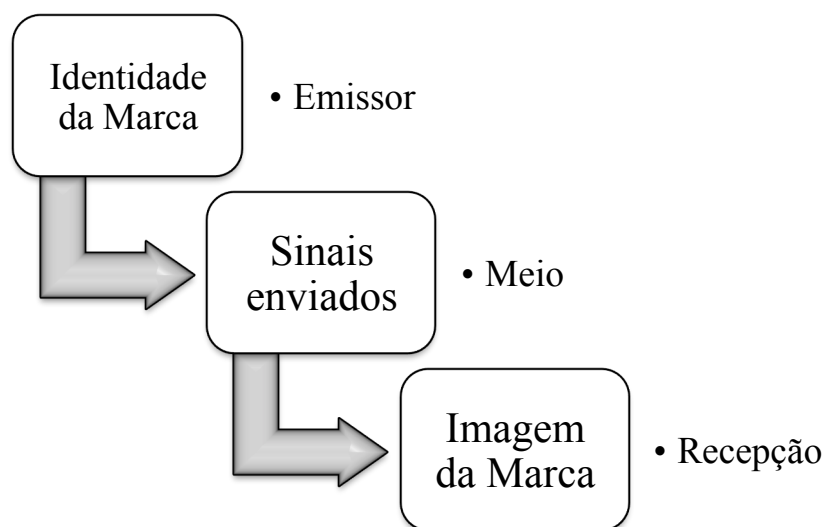 Identidade
da Marca
• Emissor
Sinais
enviados
• Meio
Imagem
da Marca
• Recepção